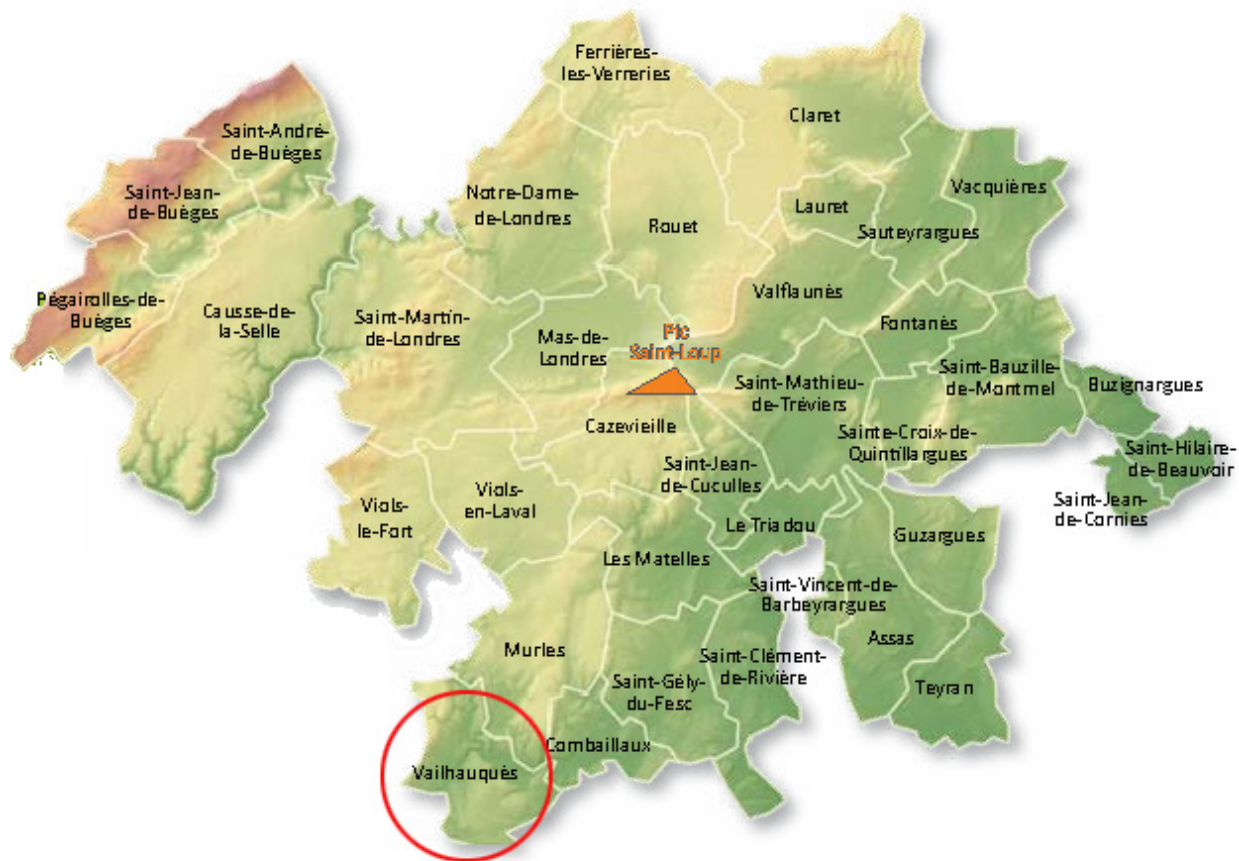 Ferrières-
les-Verreries
Claret
Saint-André-
de-Buèges
Saint-Jean-
de-Buèges
Notre-Dame-
de-Londres
Rouet
Lauret
Vacquières
Sauteyrargues
Pégairolles-de-
Buèges
Causse-de-
la-Selle
Saint-Martin-
de-Londres
Mas-de-
Londres
Pic
Saint-Loup
Valflaunès
Fontanès
Saint-Mathieu-
de-Tréviers
Saint-Bauzille-
de-Montmel
Buzignargues
Cazevieille
Sainte-Croix-de-
Quintillargues
Saint-Hilaire-
de-Beauvoir
Saint-Jean-
de-Cuculles
Saint-Jean-
de-Cornies
Viols-
le-Fort
Viols-
en-Laval
Le Triadou
Guzargues
Les Matelles
Saint-Vincent-de-
Barbeyrargues
Assas
Murles
Saint-Clément-
de-Rivière
Saint-Gély-
du-Fesc
Teyran
Combaillaux
Vailhauquès